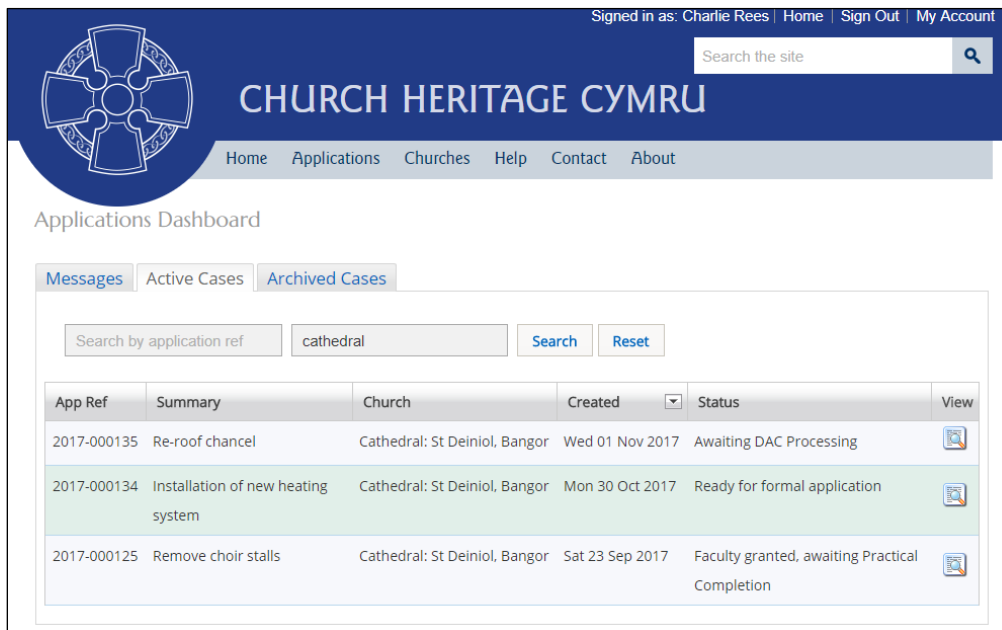 Signed in as: Charlie Rees | Home | Sign Out | My Account
Search the site
CHURCH HERITAGE CYMRU
Home Applications Churches Help Contact About
Applications Dashboard
Messages Active Cases Archived Cases
Search by application ref cathedral Search Reset
App Ref Summary Church Created Status View
2017-000135 Re-roof chancel Cathedral: St Deiniol, Bangor Wed 01 Nov 2017 Awaiting DAC Processing
2017-000134 Installation of new heating Cathedral: St Deiniol, Bangor Mon 30 Oct 2017 Ready for formal application
system
2017-000125 Remove choir stalls Cathedral: St Deiniol, Bangor Sat 23 Sep 2017 Faculty granted, awaiting Practical
Completion